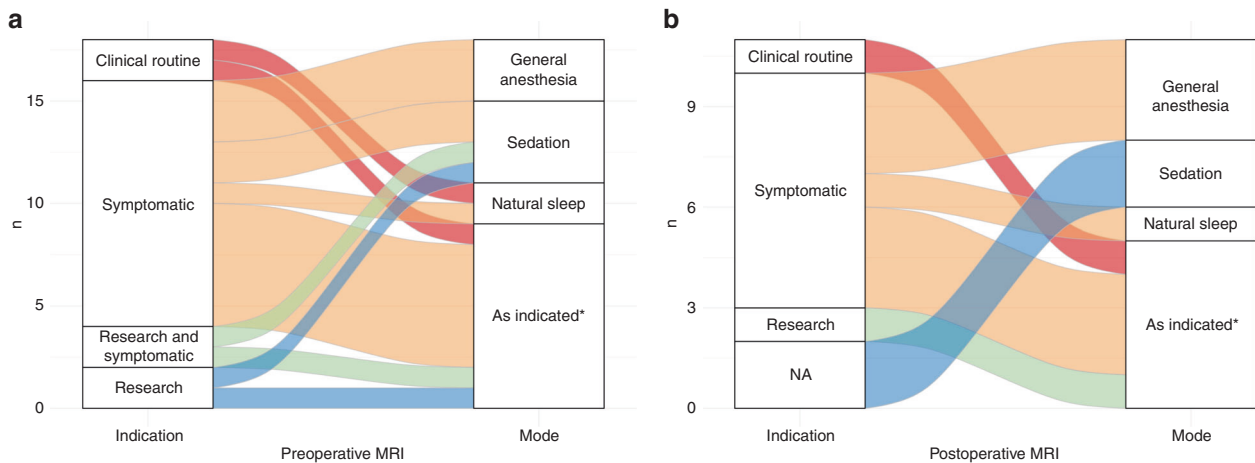 a
Clinical routine
Symptomatic
Research and
symptomatic
Research
General
anesthesia
Sedation
Natural sleep
As indicated*
n
15
10
5
0
Indication
Mode
Preoperative MRI
b
Clinical routine
Symptomatic
Research
NA
General
anesthesia
Sedation
Natural sleep
As indicated*
n
9
6
3
0
Indication
Mode
Postoperative MRI